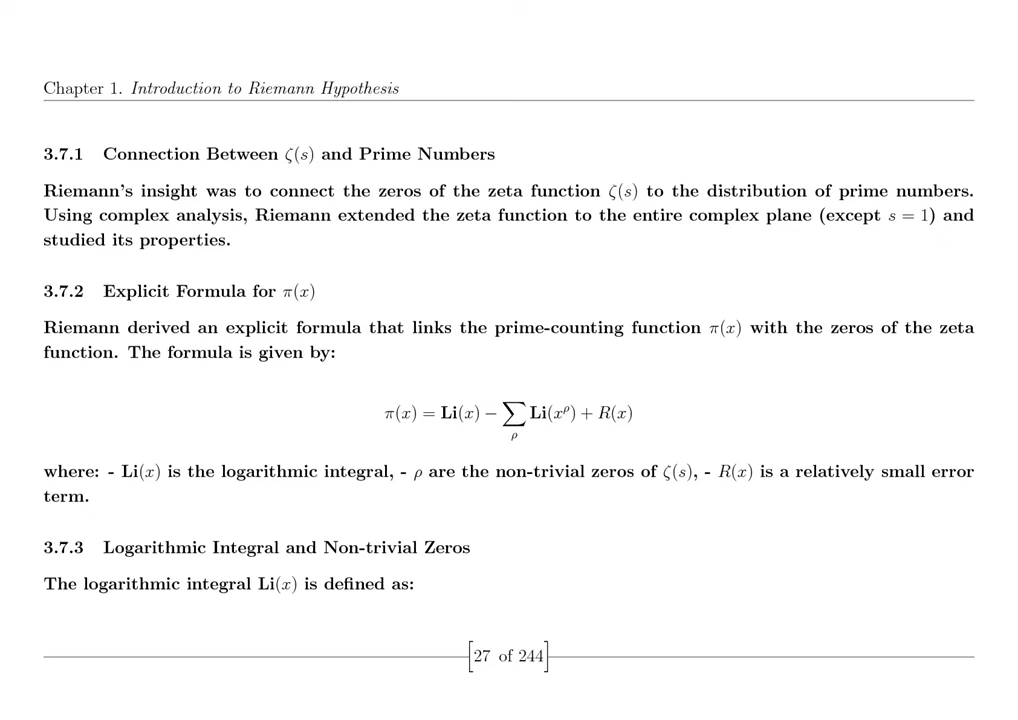 Chapter 1. Introduction to Riemann Hypothesis
3.7.1 Connection Between ζ(s) and Prime Numbers
Riemann's insight was to connect the zeros of the zeta function ζ(s) to the distribution of prime numbers.
Using complex analysis, Riemann extended the zeta function to the entire complex plane (except s = 1) and
studied its properties.
3.7.2 Explicit Formula for π(x)
Riemann derived an explicit formula that links the prime-counting function π(x) with the zeros of the zeta
function. The formula is given by:
π(x) = Li(x) − ∑ Li(x^ρ) + R(x)
ρ
where: - Li(x) is the logarithmic integral, - ρ are the non-trivial zeros of ζ(s), - R(x) is a relatively small error
term.
3.7.3 Logarithmic Integral and Non-trivial Zeros
The logarithmic integral Li(x) is defined as:
[27 of 244]